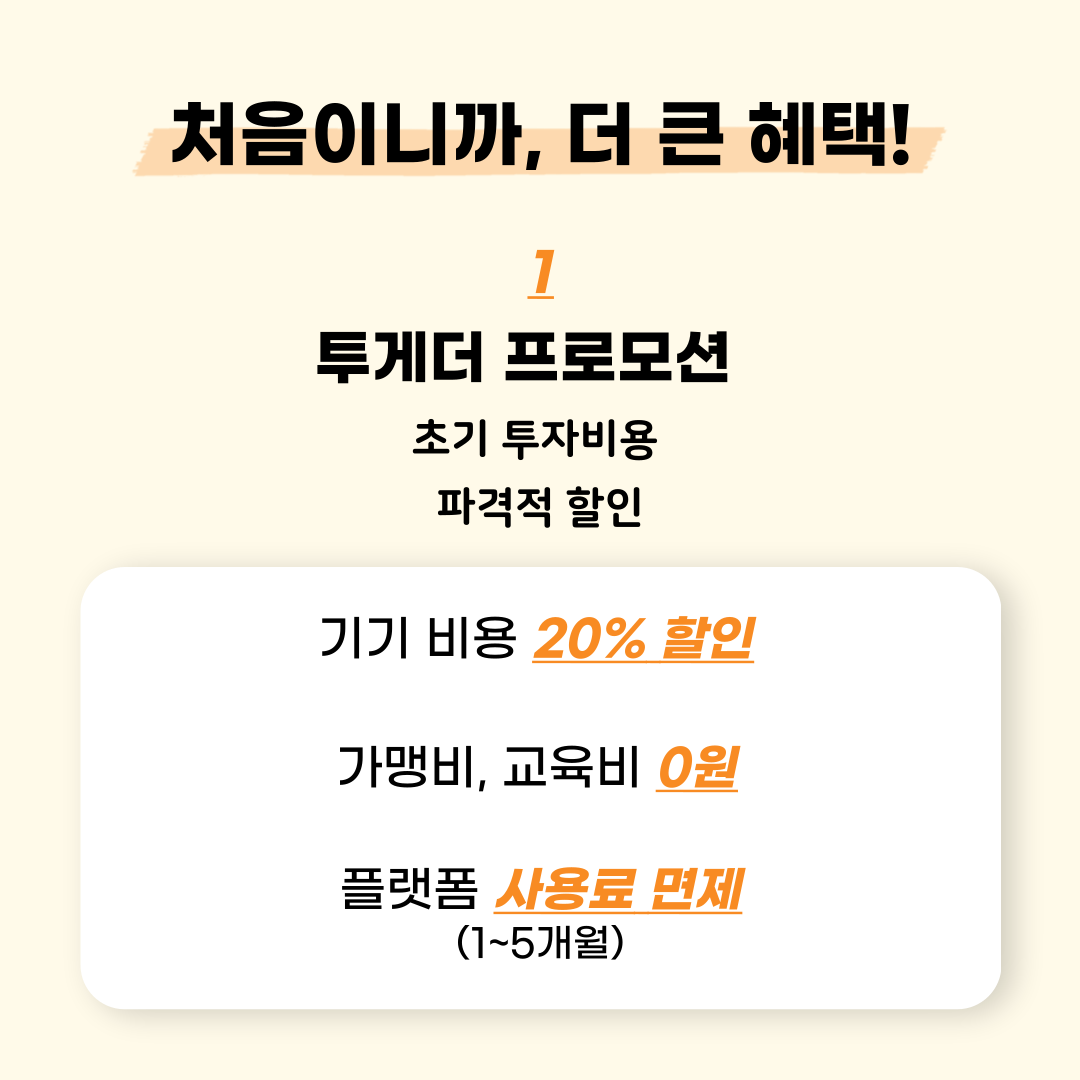 처음이니까, 더 큰 혜택!
1
투게더 프로모션
초기 투자비용
파격적 할인
기기 비용 20% 할인
가맹비, 교육비 0원
플랫폼 사용료 면제
(1~5개월)